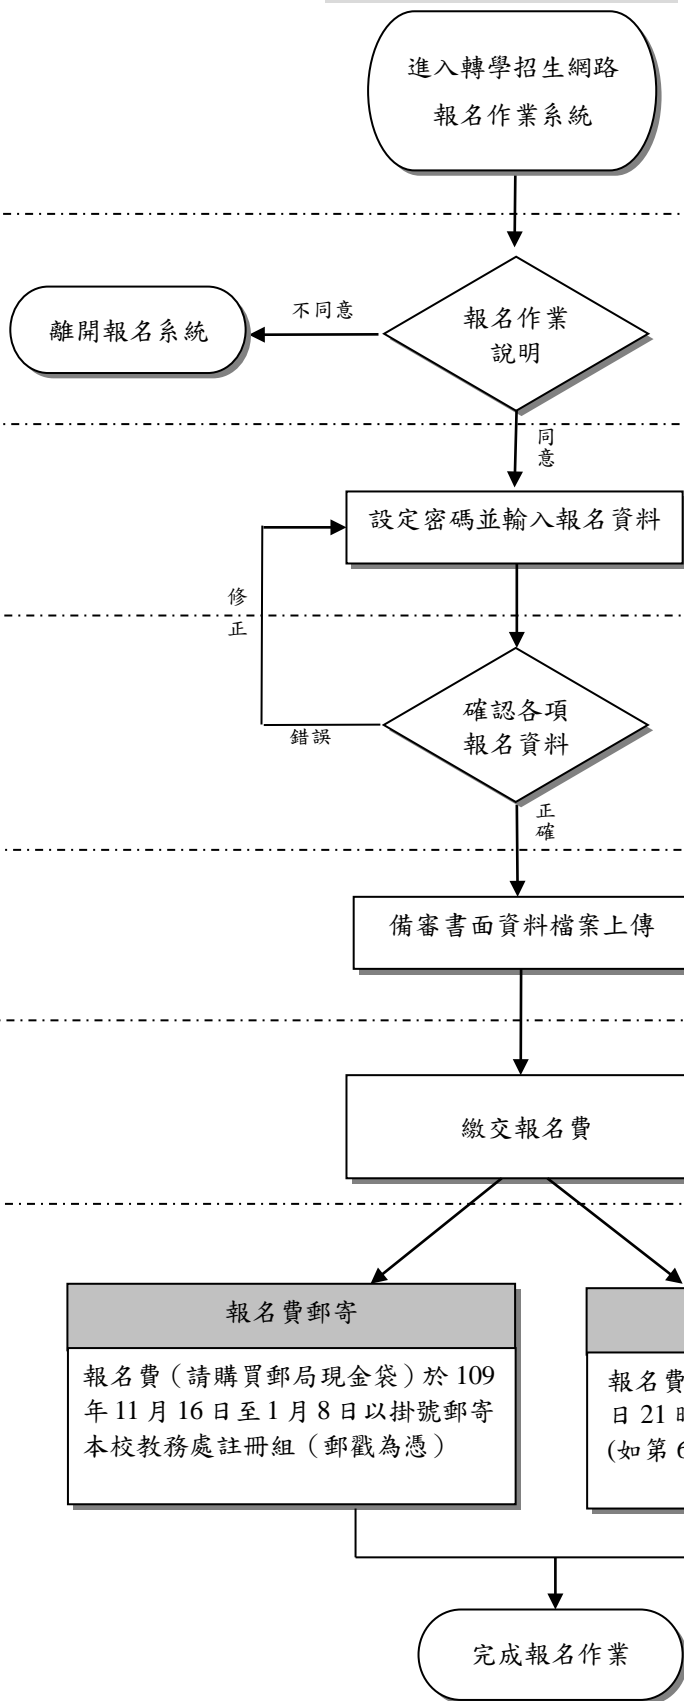 進入轉學招生網路
報名作業系統
報名作業
說明
不同意
離開報名系統
同
意
設定密碼並輸入報名資料
修
正
確認各項
報名資料
錯誤
正
確
備審書面資料檔案上傳
繳交報名費
報名費郵寄
報名費（請購買郵局現金袋）於 109
年 11 月 16 日至 1 月 8 日以掛號郵寄
本校教務處註冊組（郵戳為憑）
報名費
日 21 時
(如第 6
完成報名作業